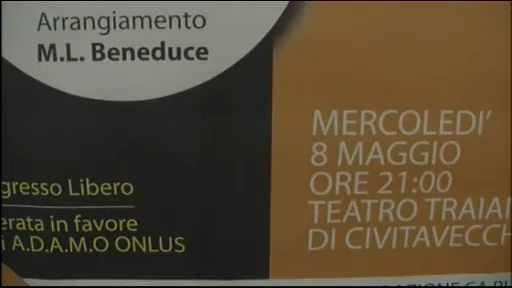 Arrangiamento
M.L. Beneduce
MERCOLEDI'
8 MAGGIO
ORE 21:00
TEATRO TRAIAN
DI CIVITAVECCH
gresso Libero
erata in favore
i A.D.A.M.O ONLUS